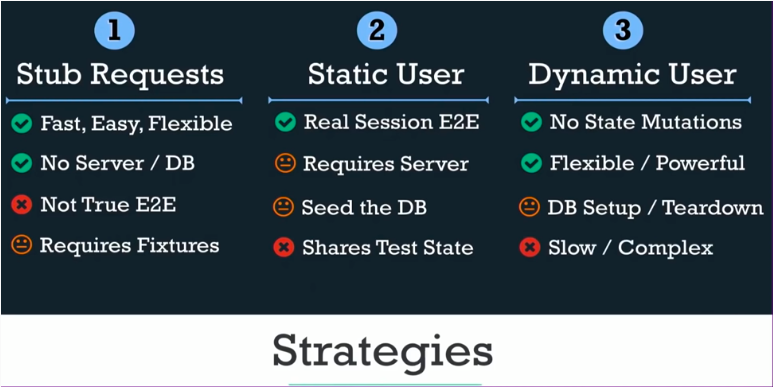 1
Stub Requests
Fast, Easy, Flexible
No Server / DB
Not True E2E
Requires Fixtures
2
Static User
Real Session E2E
Requires Server
Seed the DB
Shares Test State
3
Dynamic User
No State Mutations
Flexible / Powerful
DB Setup / Teardown
Slow / Complex
Strategies